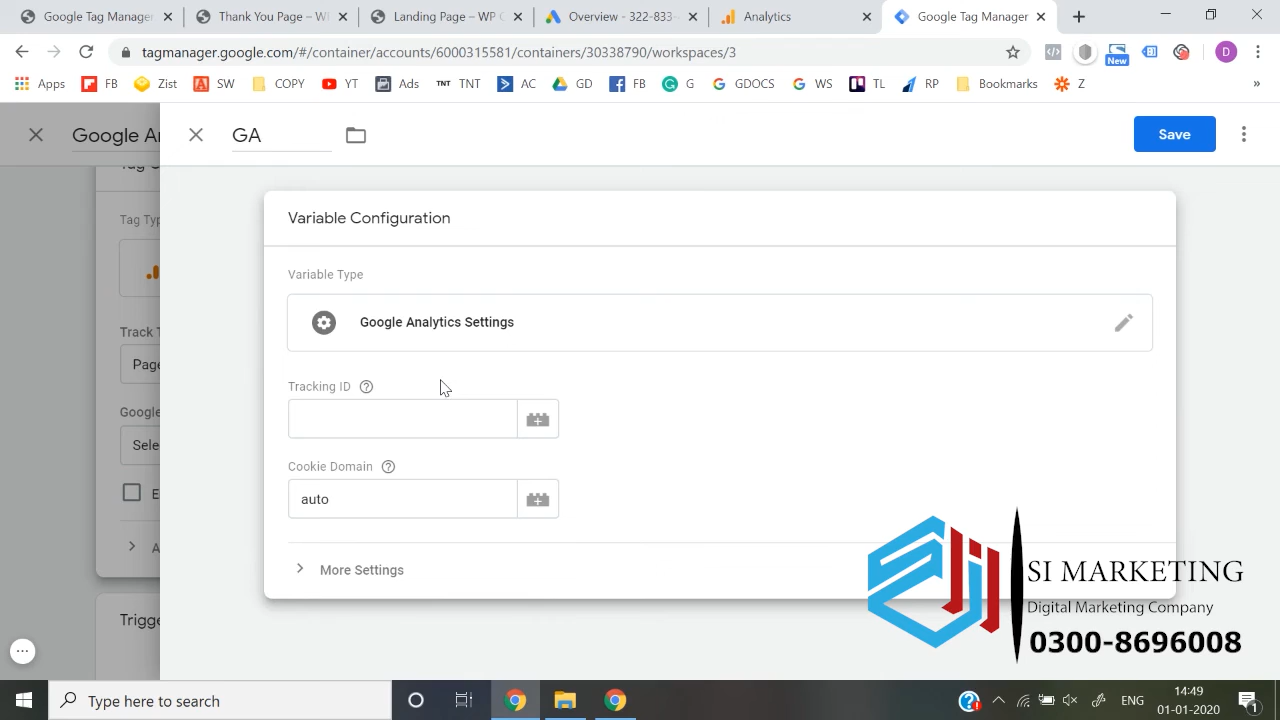 Google Tag Manager
Thank You Page – W
Landing Page – WP C
Overview - 322-833-
Analytics
Google Tag Manager
tagmanager.google.com/#/container/accounts/6000315581/containers/30338790/workspaces/3
New
D
Apps
FB
Zist
SW
COPY
YT
Ads
TNT TNT
AC
GD
FB
G
GDOCS
WS
TL
RP
Bookmarks
Z
»
Google An
GA
Save
Tag Typ
Track T
Page
Google
Sele
E
A
Trigge
Variable Configuration
Variable Type
Google Analytics Settings
Tracking ID
Cookie Domain
auto
More Settings
SI MARKETING
Digital Marketing Company
0300-8696008
Type here to search
ENG
14:49
01-01-2020
1